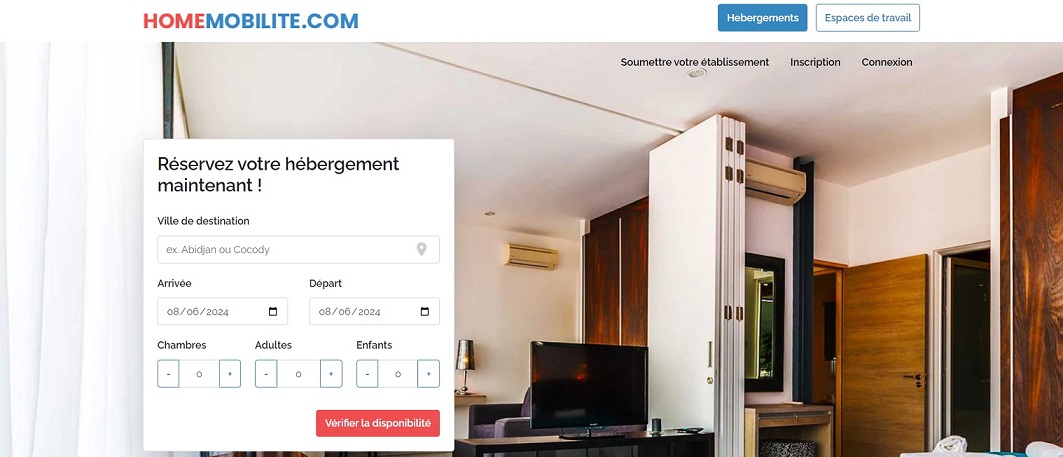 HOMEMOBILITE.COM
Hebergements
Espaces de travail
Soumettre votre établissement
Inscription
Connexion
Réservez votre hébergement
maintenant !
Ville de destination
ex. Abidjan ou Cocody
Arrivée
Départ
08/06/2024
08/06/2024
Chambres
Adultes
Enfants
- 0 +
- 0 +
- 0 +
Vérifier la disponibilité